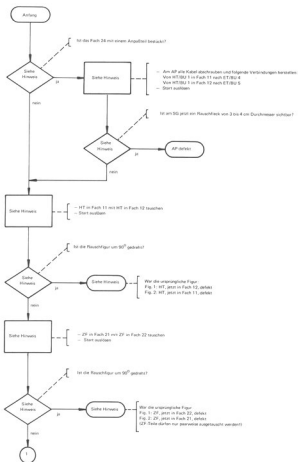 Anfang
Ist das Fach 24 mit einem Ampli
Siehe
Hinweis
ja
nein
Siehe Hinweis
– Am AP alle Kabel abschrauben und folgende Verbindungen herstellen:
Von HT/BU 1 in Fach 11 nach ET/BU 4
Von HT/BU 1 in Fach 12 nach ET/BU 5
– Start auslösen
Ist am SG jetzt ein Rauschfleck von 3 bis 4 cm Durchmesser sichtbar?
Siehe
Hinweis
ja
nein
AP defekt
Siehe Hinweis
– HT in Fach 11 mit HT in Fach 12 tauschen
– Start auslösen
Ist die Rauschfigur um 90° gedreht?
Siehe
Hinweis
ja
nein
Siehe Hinweis
War die ursprüngliche Figur:
Fig. 1: HT, jetzt in Fach 12, defekt
Fig. 2: HT, jetzt in Fach 11, defekt
Siehe Hinweis
– ZF in Fach 21 mit ZF in Fach 22 tauschen
– Start auslösen
Ist die Rauschfigur um 90° gedreht?
Siehe
Hinweis
ja
nein
Siehe Hinweis
War die ursprüngliche Figur
Fig. 1: ZF, jetzt in Fach 22, defekt
Fig. 2: ZF, jetzt in Fach 21, defekt
(ZF-Teile dürfen nur paarweise ausgetauscht werden!)
1